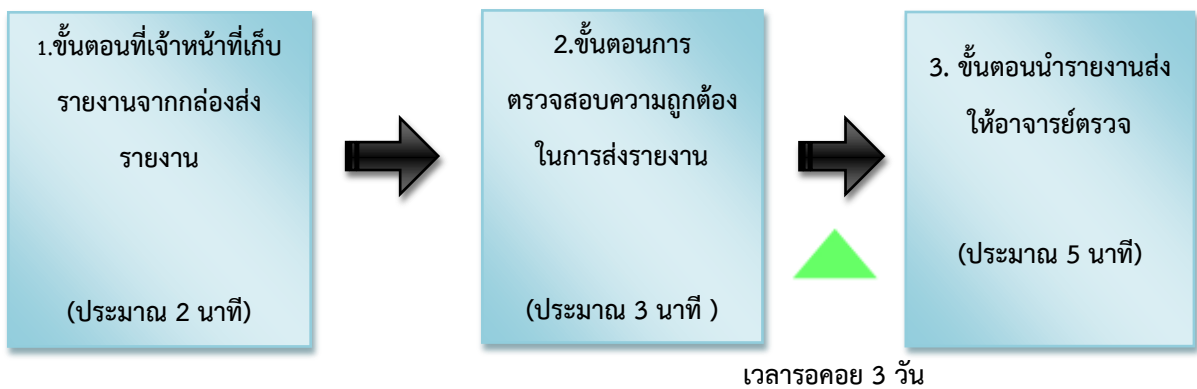 1.ขั้นตอนที่เจ้าหน้าที่เก็บ
รายงานจากกล่องส่ง
รายงาน
(ประมาณ 2 นาที)
2.ขั้นตอนการ
ตรวจสอบความถูกต้อง
ในการส่งรายงาน
(ประมาณ 3 นาที )
3. ขั้นตอนนำรายงานส่ง
ให้อาจารย์ตรวจ
(ประมาณ 5 นาที)
เวลารอคอย 3 วัน